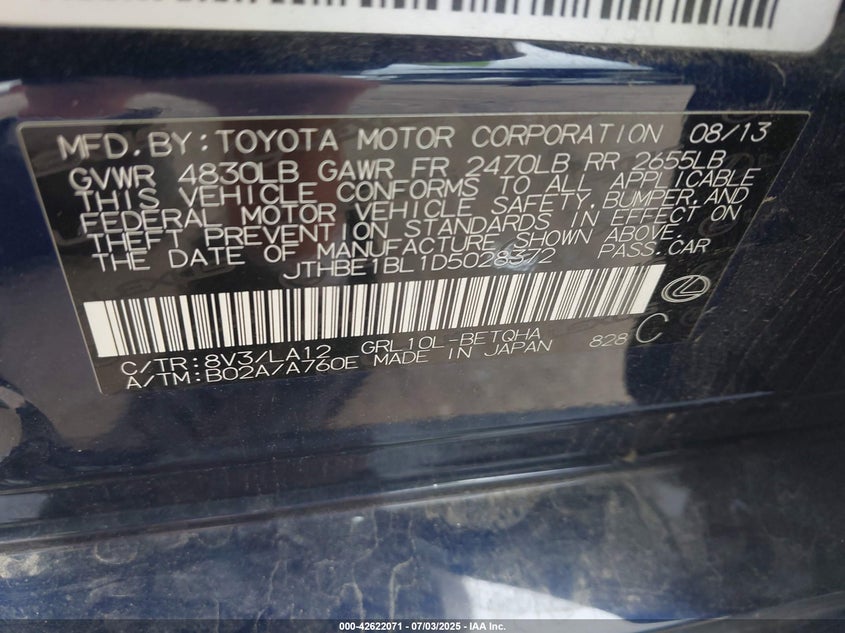 MFD.BY:TOYOTA MOTOR CORPORATION 08/13
GVWR 4830LB GAWR FR 2470LB RR 2655LB
THIS VEHICLE CONFORMS TO ALL APPLICABLE
FEDERAL MOTOR VEHICLE SAFETY,BUMPER,AND
THEFT PREVENTION STANDARDS IN EFFECT ON
THE DATE OF MANUFACTURE SHOWN ABOVE.
PASS.CAR
C/TR:8V3/LA12 GRL10L-BETQHA
A/TM:B02A/A760E MADE IN JAPAN 828 C
000-42622071 - 07/03/2025 - IAA Inc.